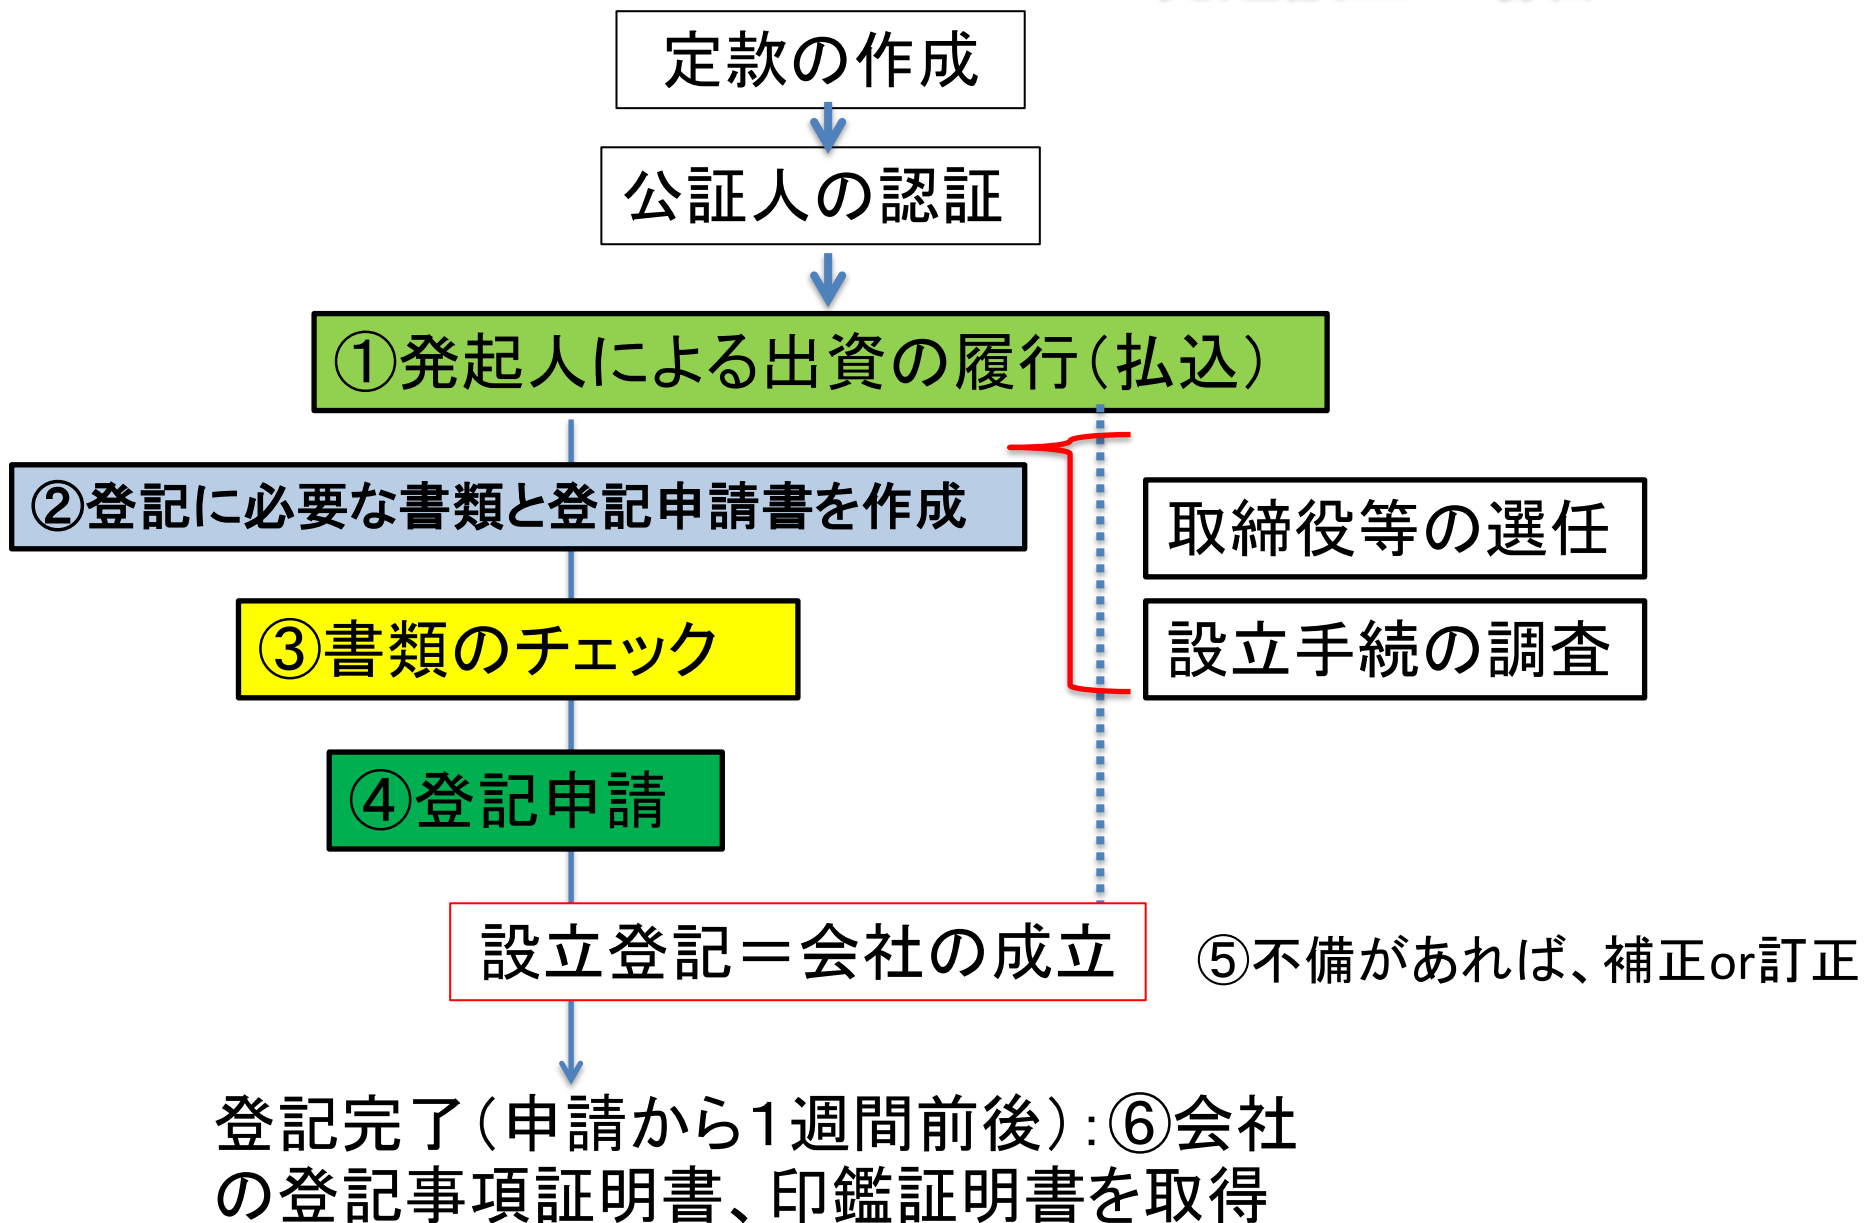 定款の作成
公証人の認証
①発起人による出資の履行（払込）
②登記に必要な書類と登記申請書を作成
取締役等の選任
③書類のチェック
設立手続の調査
④登記申請
設立登記＝会社の成立
⑤不備があれば、補正or訂正
登記完了（申請から１週間前後）：⑥会社
の登記事項証明書、印鑑証明書を取得